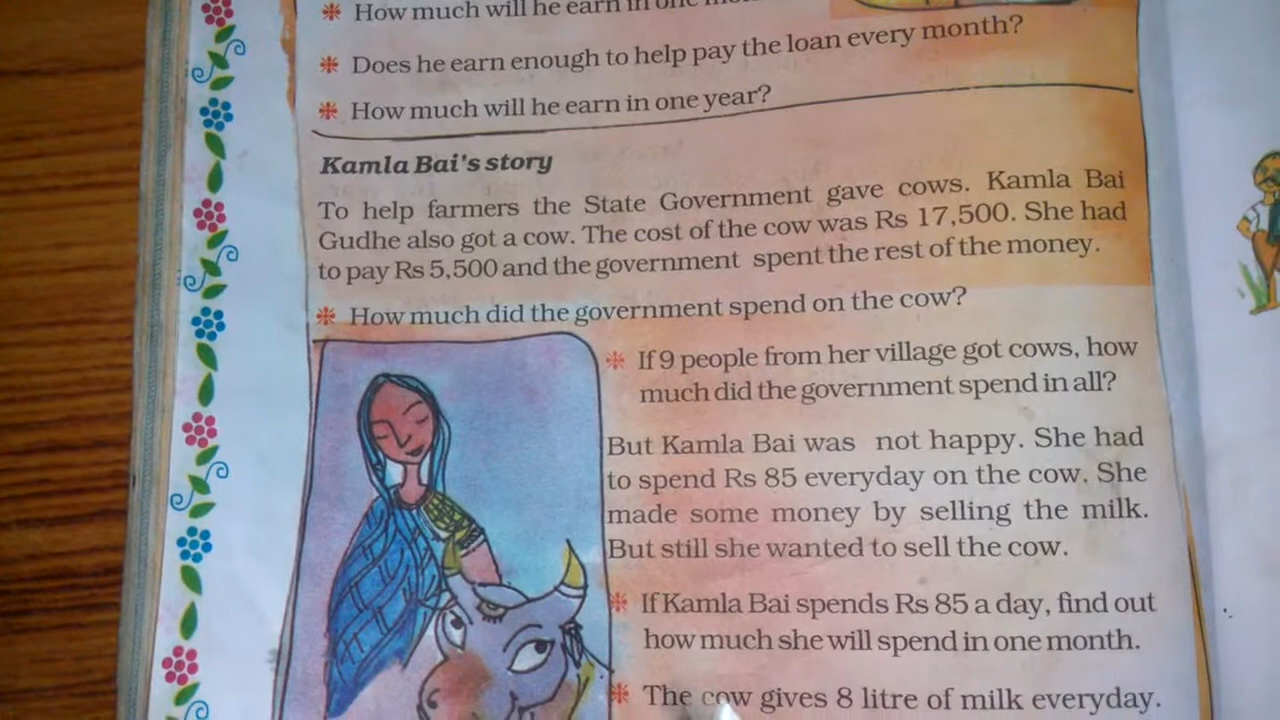 How much will he earn in one
Does he earn enough to help pay the loan every month?
How much will he earn in one year?
Kamla Bai's story
To help farmers the State Government gave cows. Kamla Bai
Gudhe also got a cow. The cost of the cow was Rs 17,500. She had
to pay Rs 5,500 and the government spent the rest of the money.
How much did the government spend on the cow?
If 9 people from her village got cows, how
much did the government spend in all?
But Kamla Bai was not happy. She had
to spend Rs 85 everyday on the cow. She
made some money by selling the milk.
But still she wanted to sell the cow.
If Kamla Bai spends Rs 85 a day, find out
how much she will spend in one month.
The cow gives 8 litre of milk everyday.